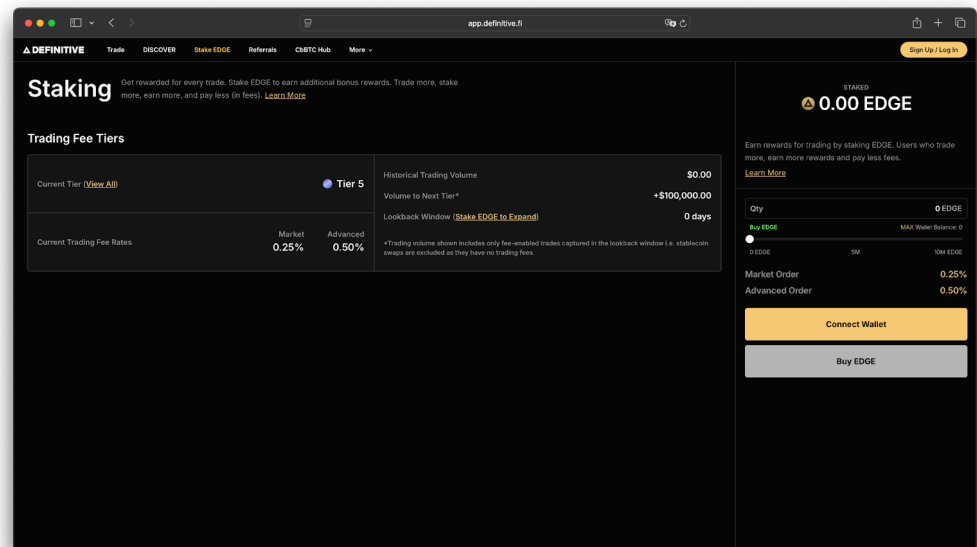 app.definitive.fi
DEFINITIVE
Trade
DISCOVER
Stake EDGE
Referrals
CbBTC Hub
More
Sign Up / Log In
Staking
Get rewarded for every trade. Stake EDGE to earn additional bonus rewards. Trade more, stake
more, earn more, and pay less (in fees). Learn More
Trading Fee Tiers
Current Tier (View All)
Tier 5
Current Trading Fee Rates
Market
0.25%
Advanced
0.50%
Historical Trading Volume
$0.00
Volume to Next Tier*
+$100,000.00
Lookback Window (Stake EDGE to Expand)
0 days
*Trading volume shown includes only fee-enabled trades captured in the lookback window i.e. stablecoin
swaps are excluded as they have no trading fees.
STAKED
0.00 EDGE
Earn rewards for trading by staking EDGE. Users who trade
more, earn more rewards and pay less fees.
Learn More
Qty
0 EDGE
Buy EDGE
MAX Wallet Balance: 0
0 EDGE
5M
10M EDGE
Market Order
0.25%
Advanced Order
0.50%
Connect Wallet
Buy EDGE